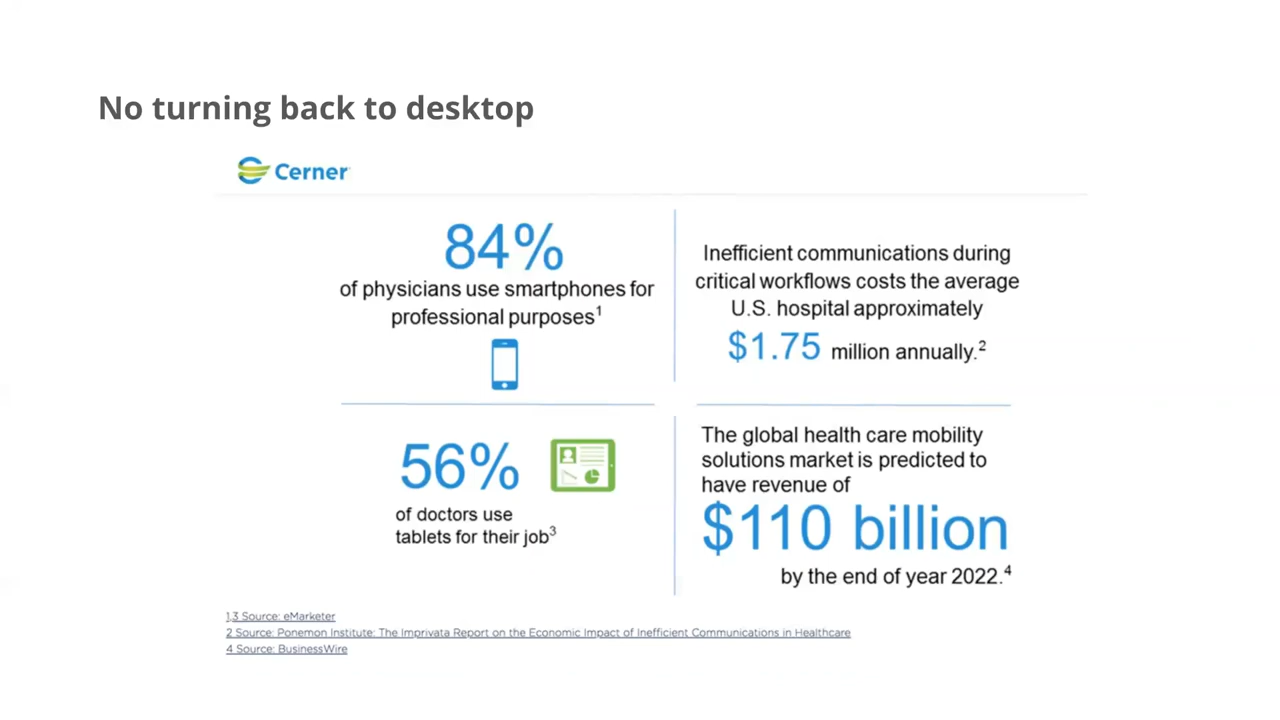 No turning back to desktop
Cerner
84%
of physicians use smartphones for
professional purposes1
Inefficient communications during
critical workflows costs the average
U.S. hospital approximately
$1.75 million annually.2
56%
of doctors use
tablets for their job3
The global health care mobility
solutions market is predicted to
have revenue of
$110 billion
by the end of year 2022.4
1,3 Source: eMarketer
2 Source: Ponemon Institute: The Imprivata Report on the Economic Impact of Inefficient Communications in Healthcare
4 Source: BusinessWire